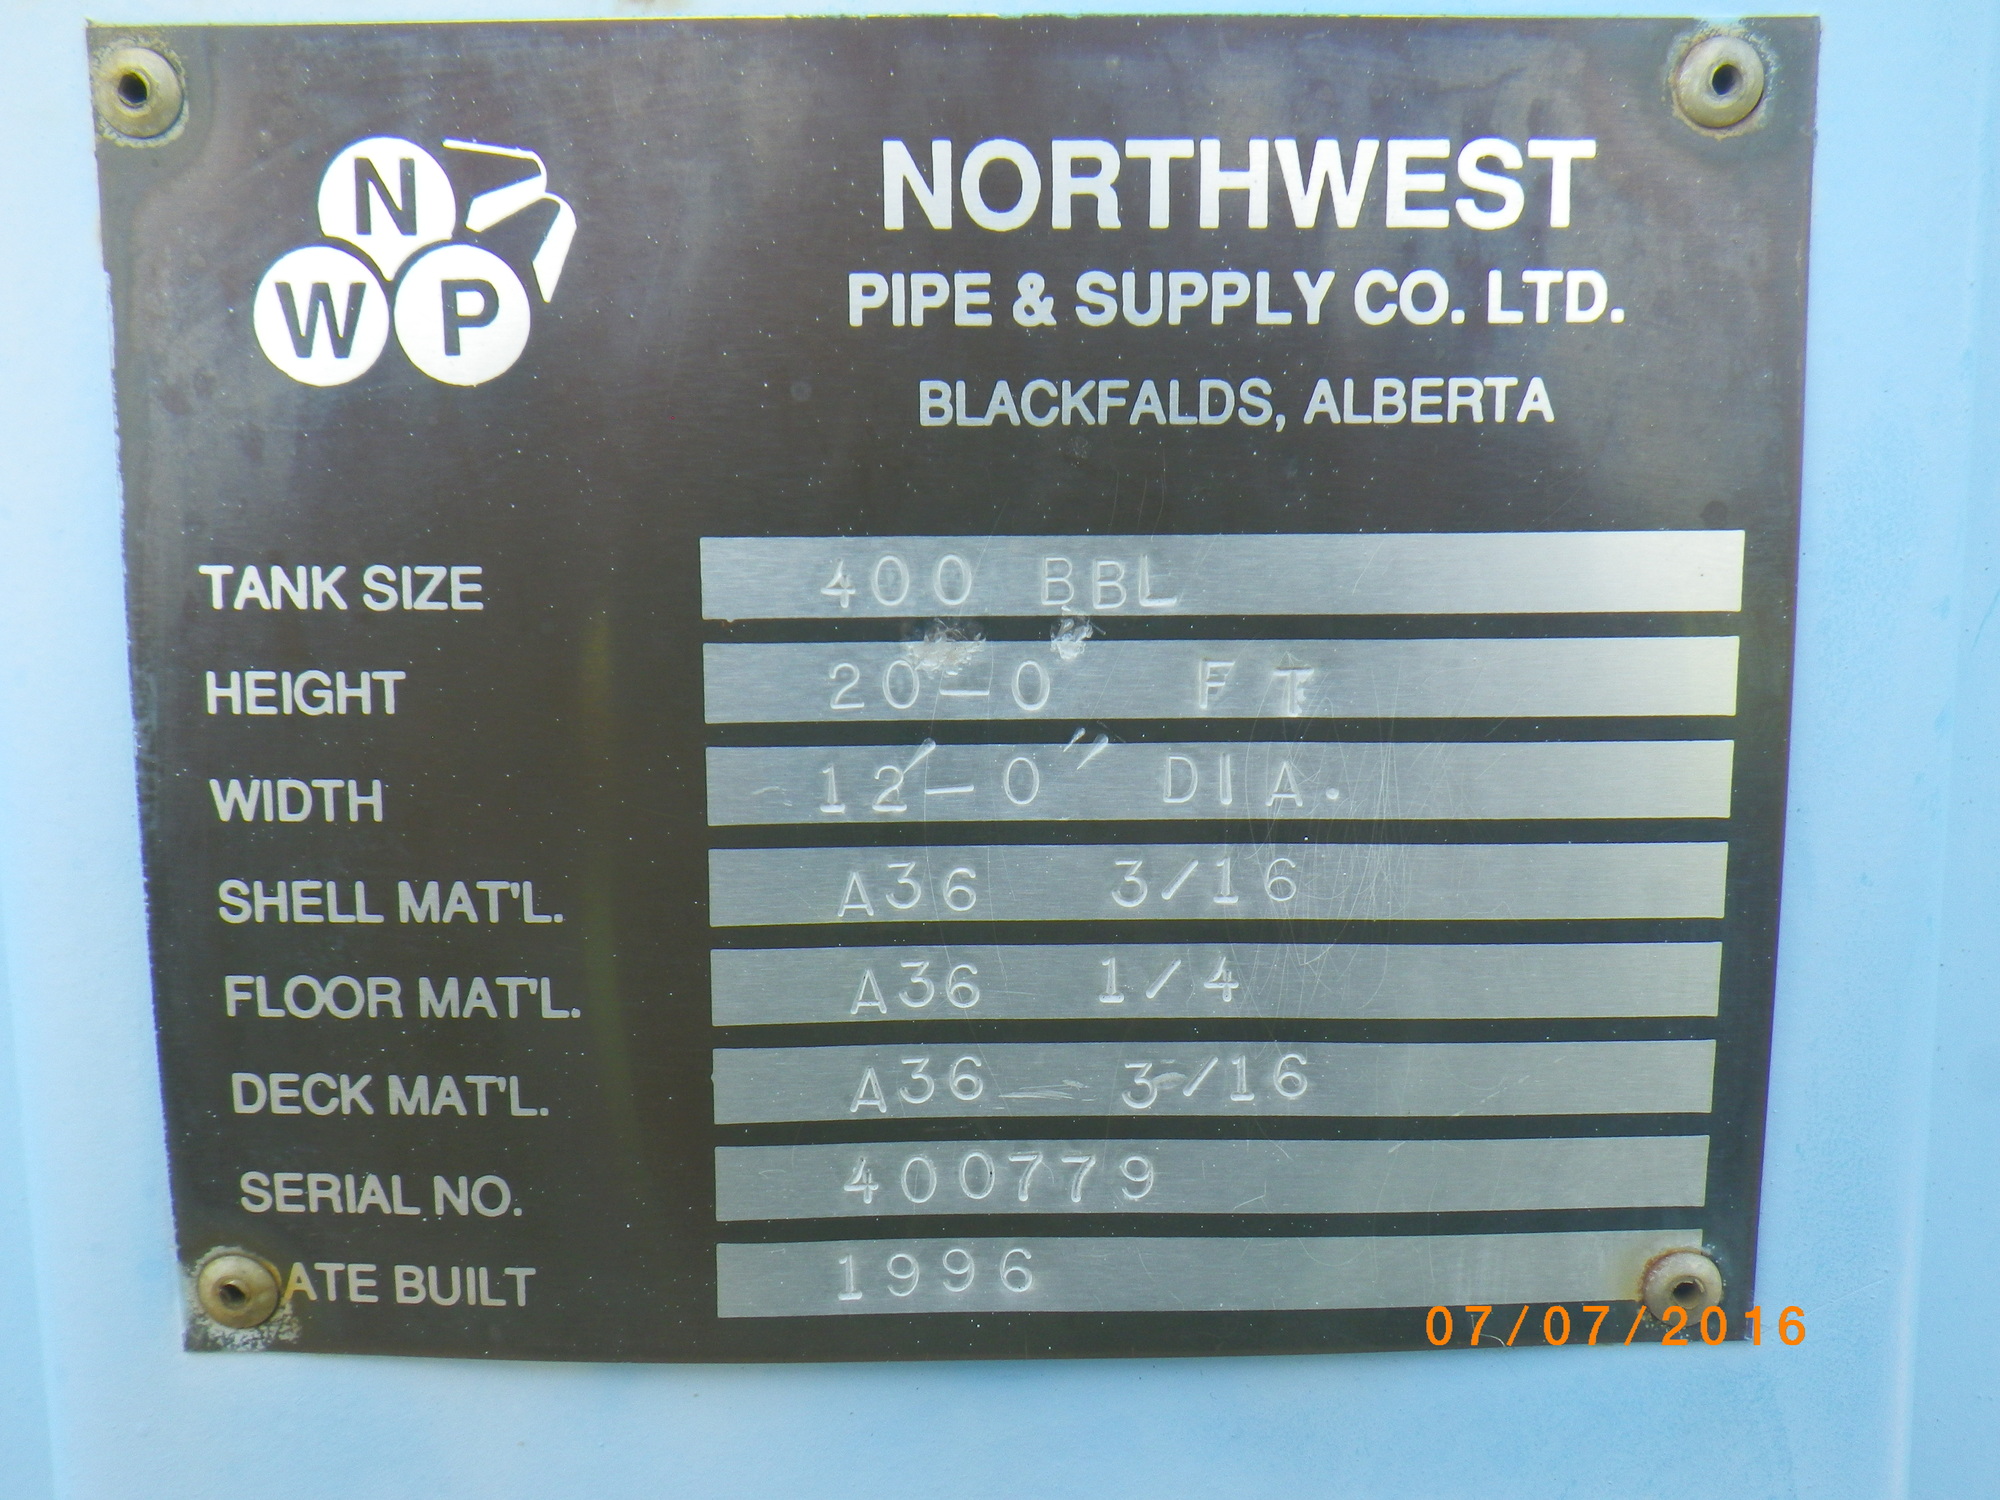 N
W P
NORTHWEST
PIPE & SUPPLY CO. LTD.
BLACKFALDS, ALBERTA
TANK SIZE 400 BBL
HEIGHT 20-0 FT
WIDTH 12'-0" DIA.
SHELL MAT'L. A36 3/16
FLOOR MAT'L. A36 1/4
DECK MAT'L. A36 3/16
SERIAL NO. 400779
ATE BUILT 1996
07/07/2016